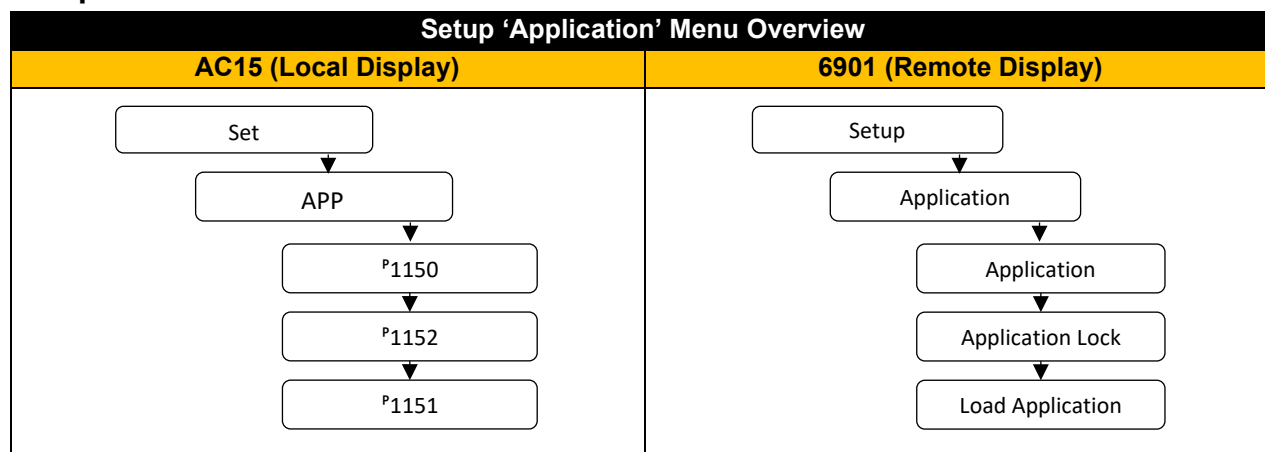 Setup ‘Application’ Menu Overview
AC15 (Local Display)
6901 (Remote Display)
Set
APP
ᴾ1150
ᴾ1152
ᴾ1151
Setup
Application
Application
Application Lock
Load Application